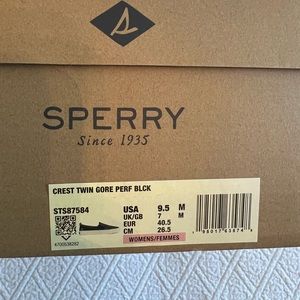 SPERRY
Since 1935
CREST TWIN GORE PERF BLCK
STS87584
USA 9.5 M
UK/GB 7 M
EUR 40.5
CM 26.5
WOMENS/FEMMES